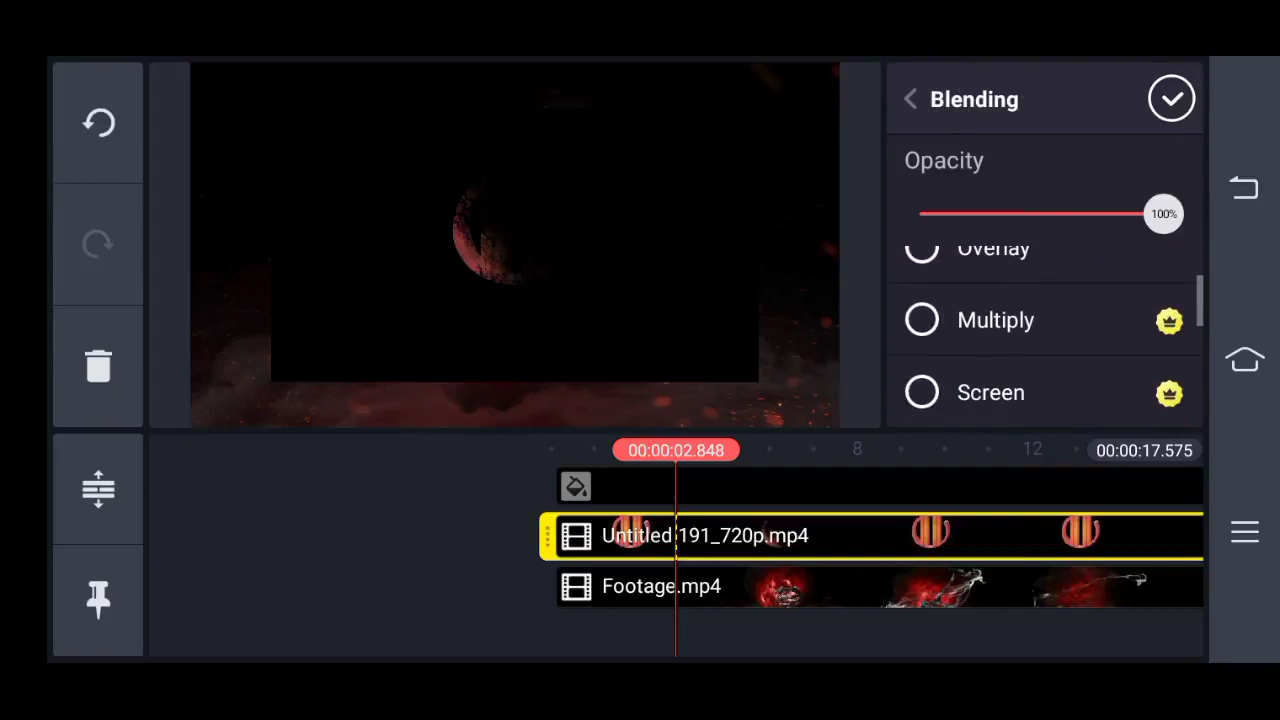 Blending
Opacity
100%
Overlay
Multiply
Screen
00:00:02.848
8
12
00:00:17.575
Untitled 191_720p.mp4
Footage.mp4